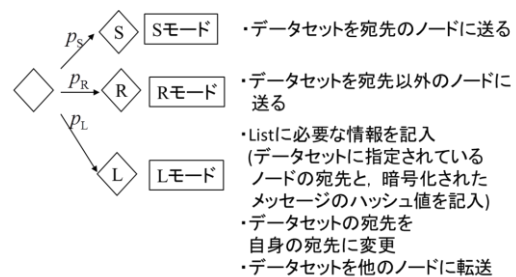 pS
S
Sモード
・データセットを宛先のノードに送る
pR
R
Rモード
・データセットを宛先以外のノードに
送る
pL
L
Lモード
・Listに必要な情報を記入
(データセットに指定されている
ノードの宛先と, 暗号化された
メッセージのハッシュ値を記入)
・データセットの宛先を
自身の宛先に変更
・データセットを他のノードに転送